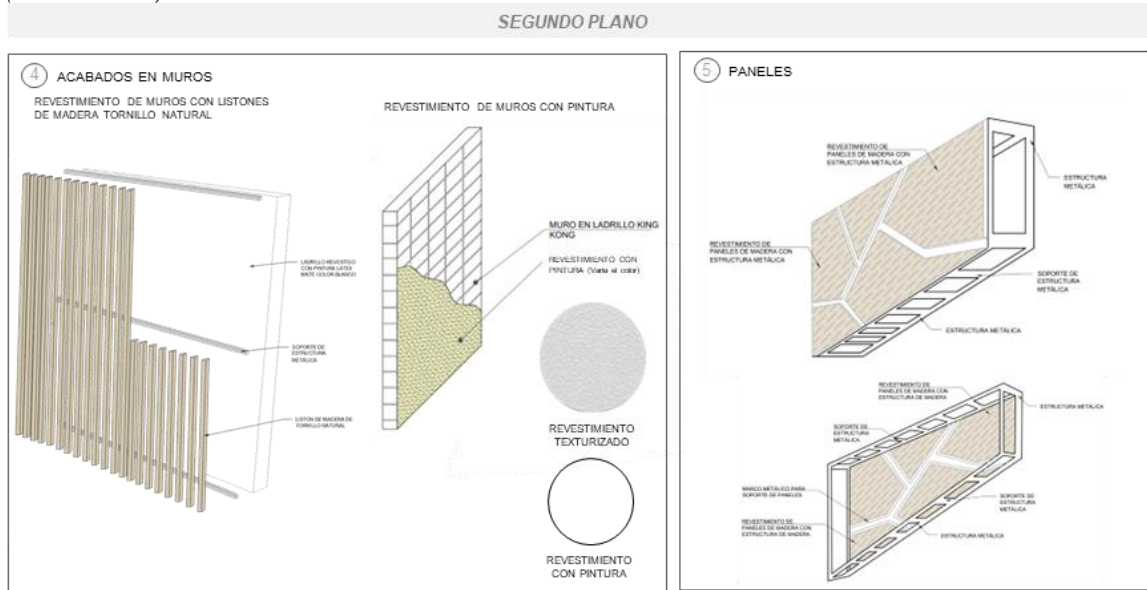 SEGUNDO PLANO
4 ACABADOS EN MUROS
REVESTIMIENTO DE MUROS CON LISTONES
DE MADERA TORNILLO NATURAL
LADRILLO REVESTIDO
CON PINTURA LATEX
MATE COLOR BLANCO
SOPORTE DE
ESTRUCTURA
METÁLICA
LISTON DE MADERA DE
TORNILLO NATURAL
REVESTIMIENTO DE MUROS CON PINTURA
MURO EN LADRILLO KING
KONG
REVESTIMIENTO CON
PINTURA (Varia el color)
REVESTIMIENTO
TEXTURIZADO
REVESTIMIENTO
CON PINTURA
5 PANELES
REVESTIMIENTO DE
PANELES DE MADERA CON
ESTRUCTURA METÁLICA
ESTRUCTURA
METÁLICA
REVESTIMIENTO DE
PANELES DE MADERA CON
ESTRUCTURA METÁLICA
SOPORTE DE
ESTRUCTURA
METÁLICA
ESTRUCTURA METÁLICA
REVESTIMIENTO DE
PANELES DE MADERA CON
ESTRUCTURA DE MADERA
ESTRUCTURA METÁLICA
SOPORTE DE
ESTRUCTURA
METÁLICA
MARCO METÁLICO PARA
SOPORTE DE PANELES
SOPORTE DE
ESTRUCTURA
METÁLICA
REVESTIMIENTO DE
PANELES DE MADERA CON
ESTRUCTURA DE MADERA
ESTRUCTURA METÁLICA